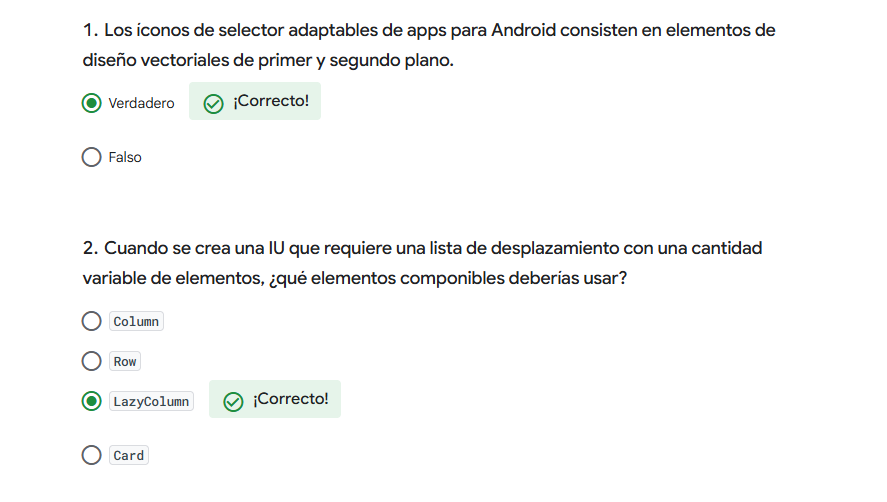 1. Los íconos de selector adaptables de apps para Android consisten en elementos de
diseño vectoriales de primer y segundo plano.
Verdadero ¡Correcto!
Falso
2. Cuando se crea una IU que requiere una lista de desplazamiento con una cantidad
variable de elementos, ¿qué elementos componibles deberías usar?
Column
Row
LazyColumn ¡Correcto!
Card